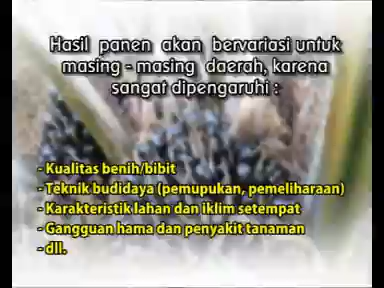 Hasil panen akan bervariasi untuk
masing - masing daerah, karena
sangat dipengaruhi :
- Kualitas benih/bibit
- Teknik budidaya (pemupukan, pemeliharaan)
- Karakteristik lahan dan iklim setempat
- Gangguan hama dan penyakit tanaman
- dll.